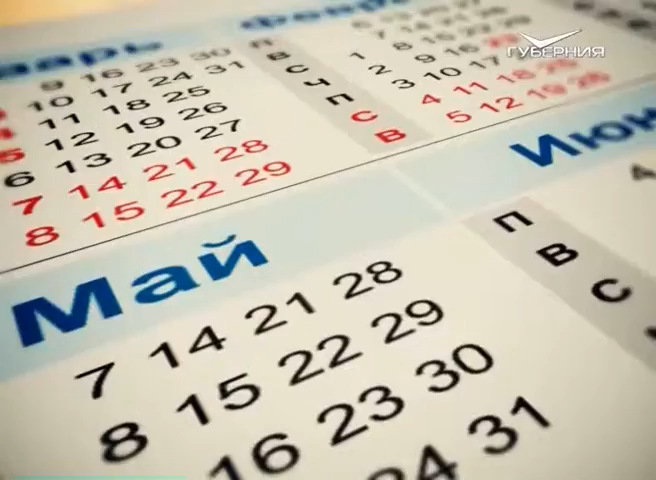 ГУБЕРНИЯ
9 16 23 30
10 17 24 31
11 18 25
5 12 19 26
6 13 20 27
7 14 21 28
8 15 22 29
П
В
С
Ч
П
С
В
1 8 15 22
2 9 16 23
3 10 17
4 11 18 25
5 12 19 26
Май
7 14 21 28
8 15 22 29
16 23 30
24 31
П
В
С